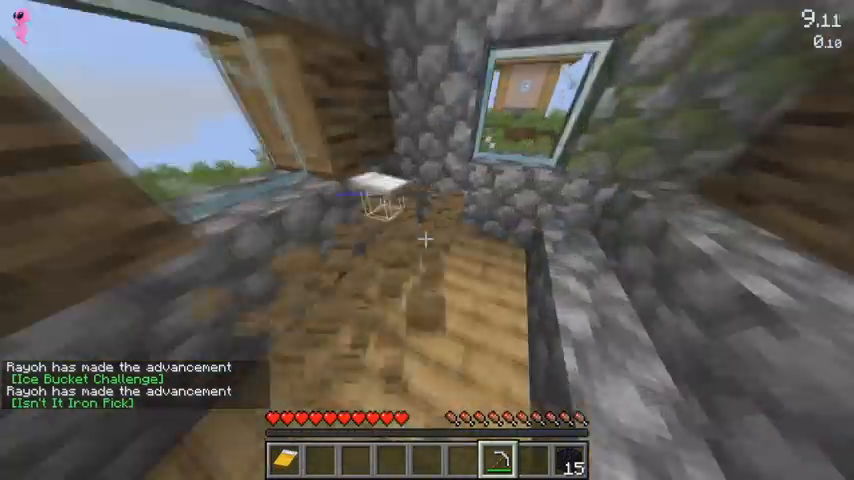 9.11
0.10
Rayoh has made the advancement
[Ice Bucket Challenge]
Rayoh has made the advancement
[Isn't It Iron Pick]
15